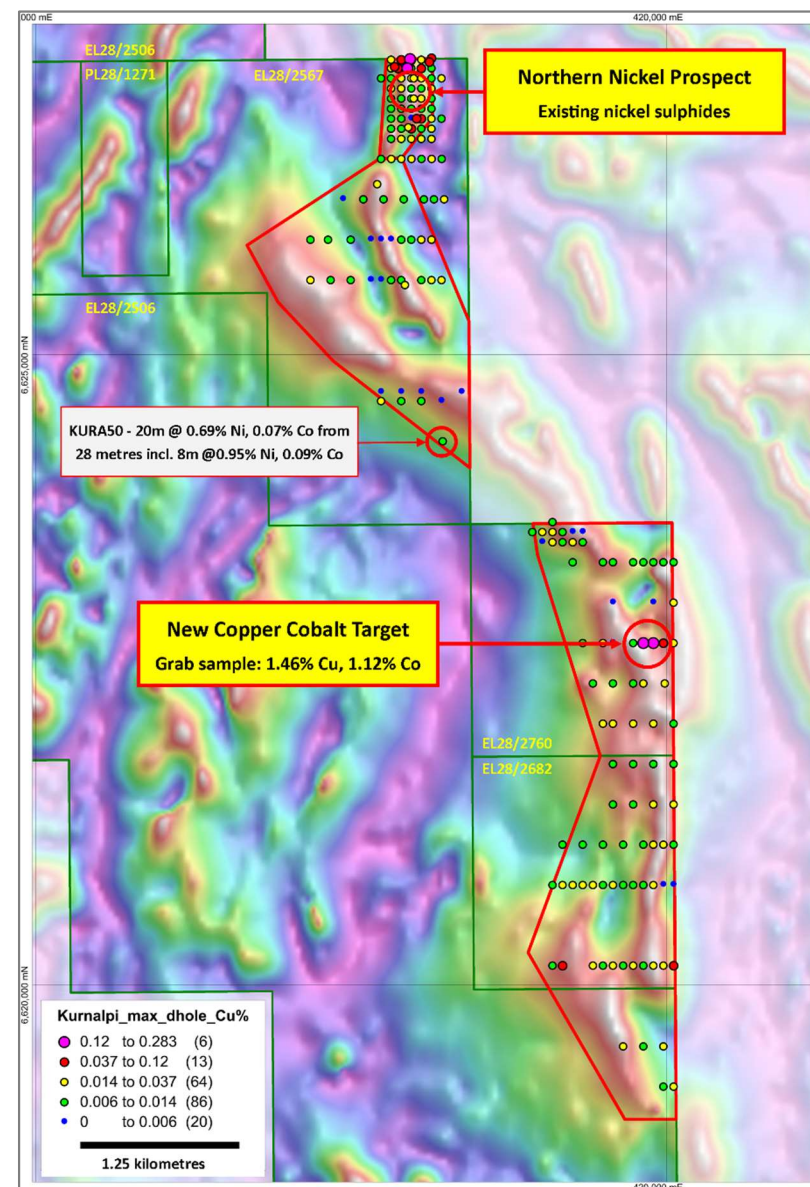 000 mE
420,000 mE
EL28/2506
PL28/1271
EL28/2567
Northern Nickel Prospect
Existing nickel sulphides
EL28/2506
6,625,000 mN
KURA50 - 20m @ 0.69% Ni, 0.07% Co from
28 metres incl. 8m @0.95% Ni, 0.09% Co
New Copper Cobalt Target
Grab sample: 1.46% Cu, 1.12% Co
EL28/2760
EL28/2682
6,620,000 mN
Kurnalpi_max_dhole_Cu%
0.12 to 0.283 (6)
0.037 to 0.12 (13)
0.014 to 0.037 (64)
0.006 to 0.014 (86)
0 to 0.006 (20)
1.25 kilometres
420,000 mE